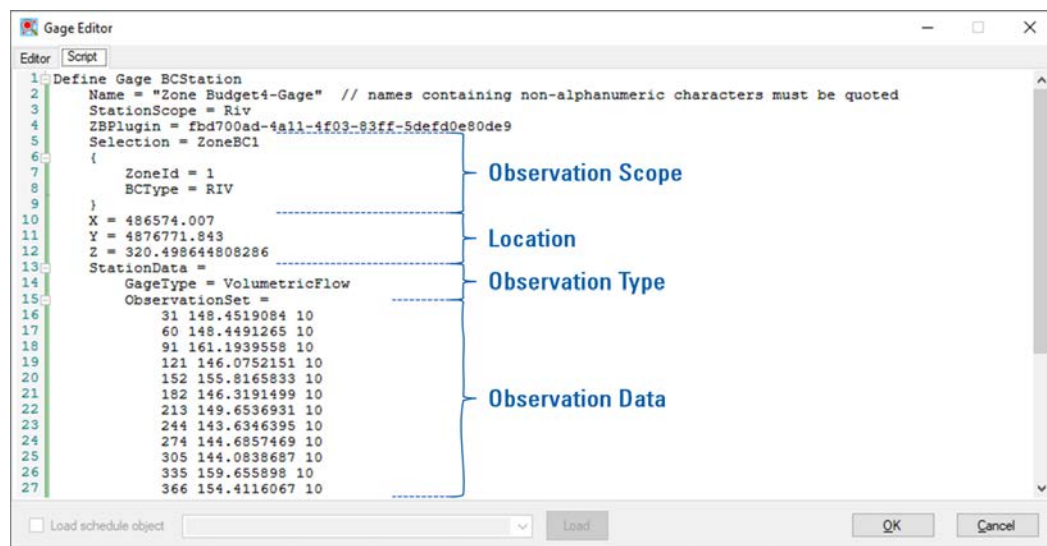 Gage Editor
Editor Script
1 Define Gage BCStation
2 Name = "Zone Budget4-Gage" // names containing non-alphanumeric characters must be quoted
3 StationScope = Riv
4 ZBPlugin = fbd700ad-4a11-4f03-83ff-5defd0e80de9
5 Selection = ZoneBC1
6 {
7 ZoneId = 1
8 BCType = RIV
9 }
Observation Scope
10 X = 486574.007
11 Y = 4876771.843
12 Z = 320.498644808286
Location
13 StationData =
14 GageType = VolumetricFlow
Observation Type
15 ObservationSet =
16 31 148.4519084 10
17 60 148.4491265 10
18 91 161.1939558 10
19 121 146.0752151 10
20 152 155.8165833 10
21 182 146.3191499 10
22 213 149.6536931 10
23 244 143.6346395 10
24 274 144.6857469 10
25 305 144.0838687 10
26 335 159.655898 10
27 366 154.4116067 10
Observation Data
Load schedule object Load OK Cancel